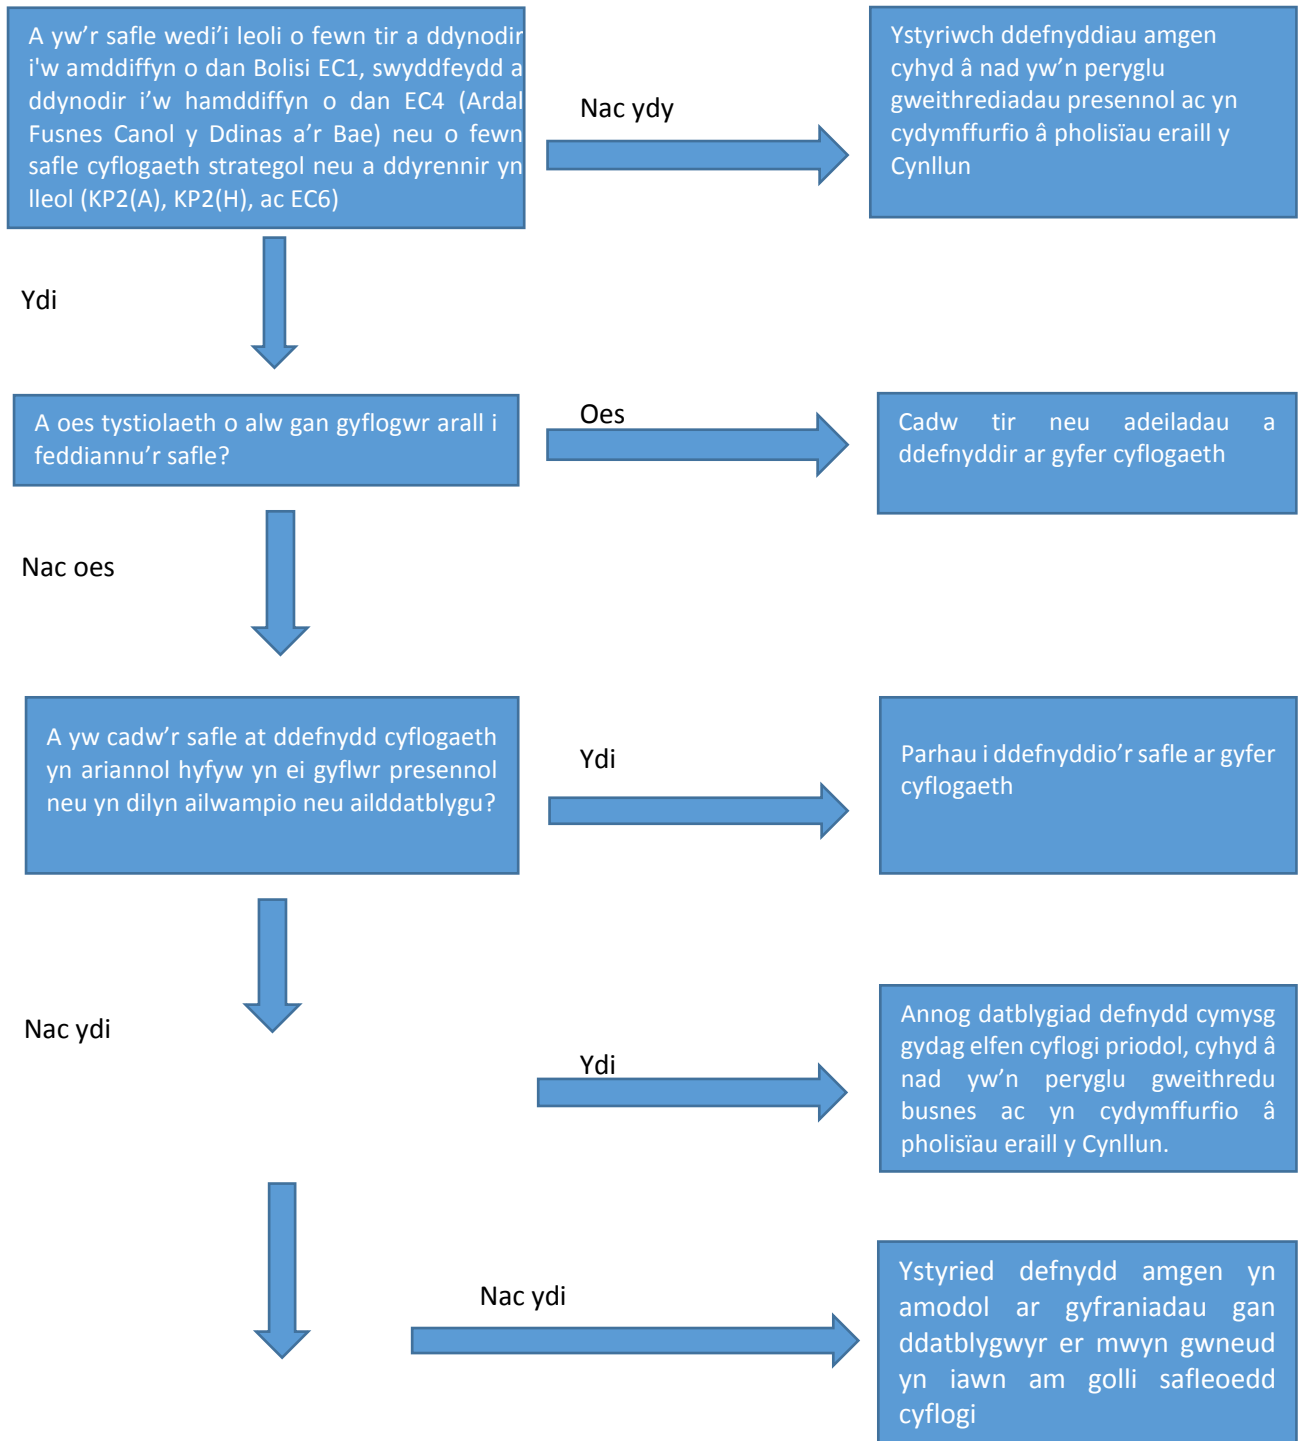 A yw'r safle wedi'i leoli o fewn tir a ddynodir
i'w amddiffyn o dan Bolisi EC1, swyddfeydd a
ddynodir i'w hamddiffyn o dan EC4 (Ardal
Fusnes Canol y Ddinas a'r Bae) neu o fewn
safle cyflogaeth strategol neu a ddyrennir yn
lleol (KP2(A), KP2(H), ac EC6)
Nac ydy
Ystyriwch ddefnyddiau amgen
cyhyd â nad yw'n peryglu
gweithrediadau presennol ac yn
cydymffurfio â pholisïau eraill y
Cynllun
Ydi
A oes tystiolaeth o alw gan gyflogwr arall i
feddiannu'r safle?
Oes
Cadw tir neu adeiladau a
ddefnyddir ar gyfer cyflogaeth
Nac oes
A yw cadw'r safle at ddefnydd cyflogaeth
yn ariannol hyfyw yn ei gyflwr presennol
neu yn dilyn ailwampio neu ailddatblygu?
Ydi
Parhau i ddefnyddio'r safle ar gyfer
cyflogaeth
Nac ydi
Ydi
Annog datblygiad defnydd cymysg
gydag elfen cyflogi priodol, cyhyd â
nad yw'n peryglu gweithredu
busnes ac yn cydymffurfio â
pholisïau eraill y Cynllun.
Nac ydi
Ystyried defnydd amgen yn
amodol ar gyfraniadau gan
ddatblygwyr er mwyn gwneud
yn iawn am golli safleoedd
cyflogi